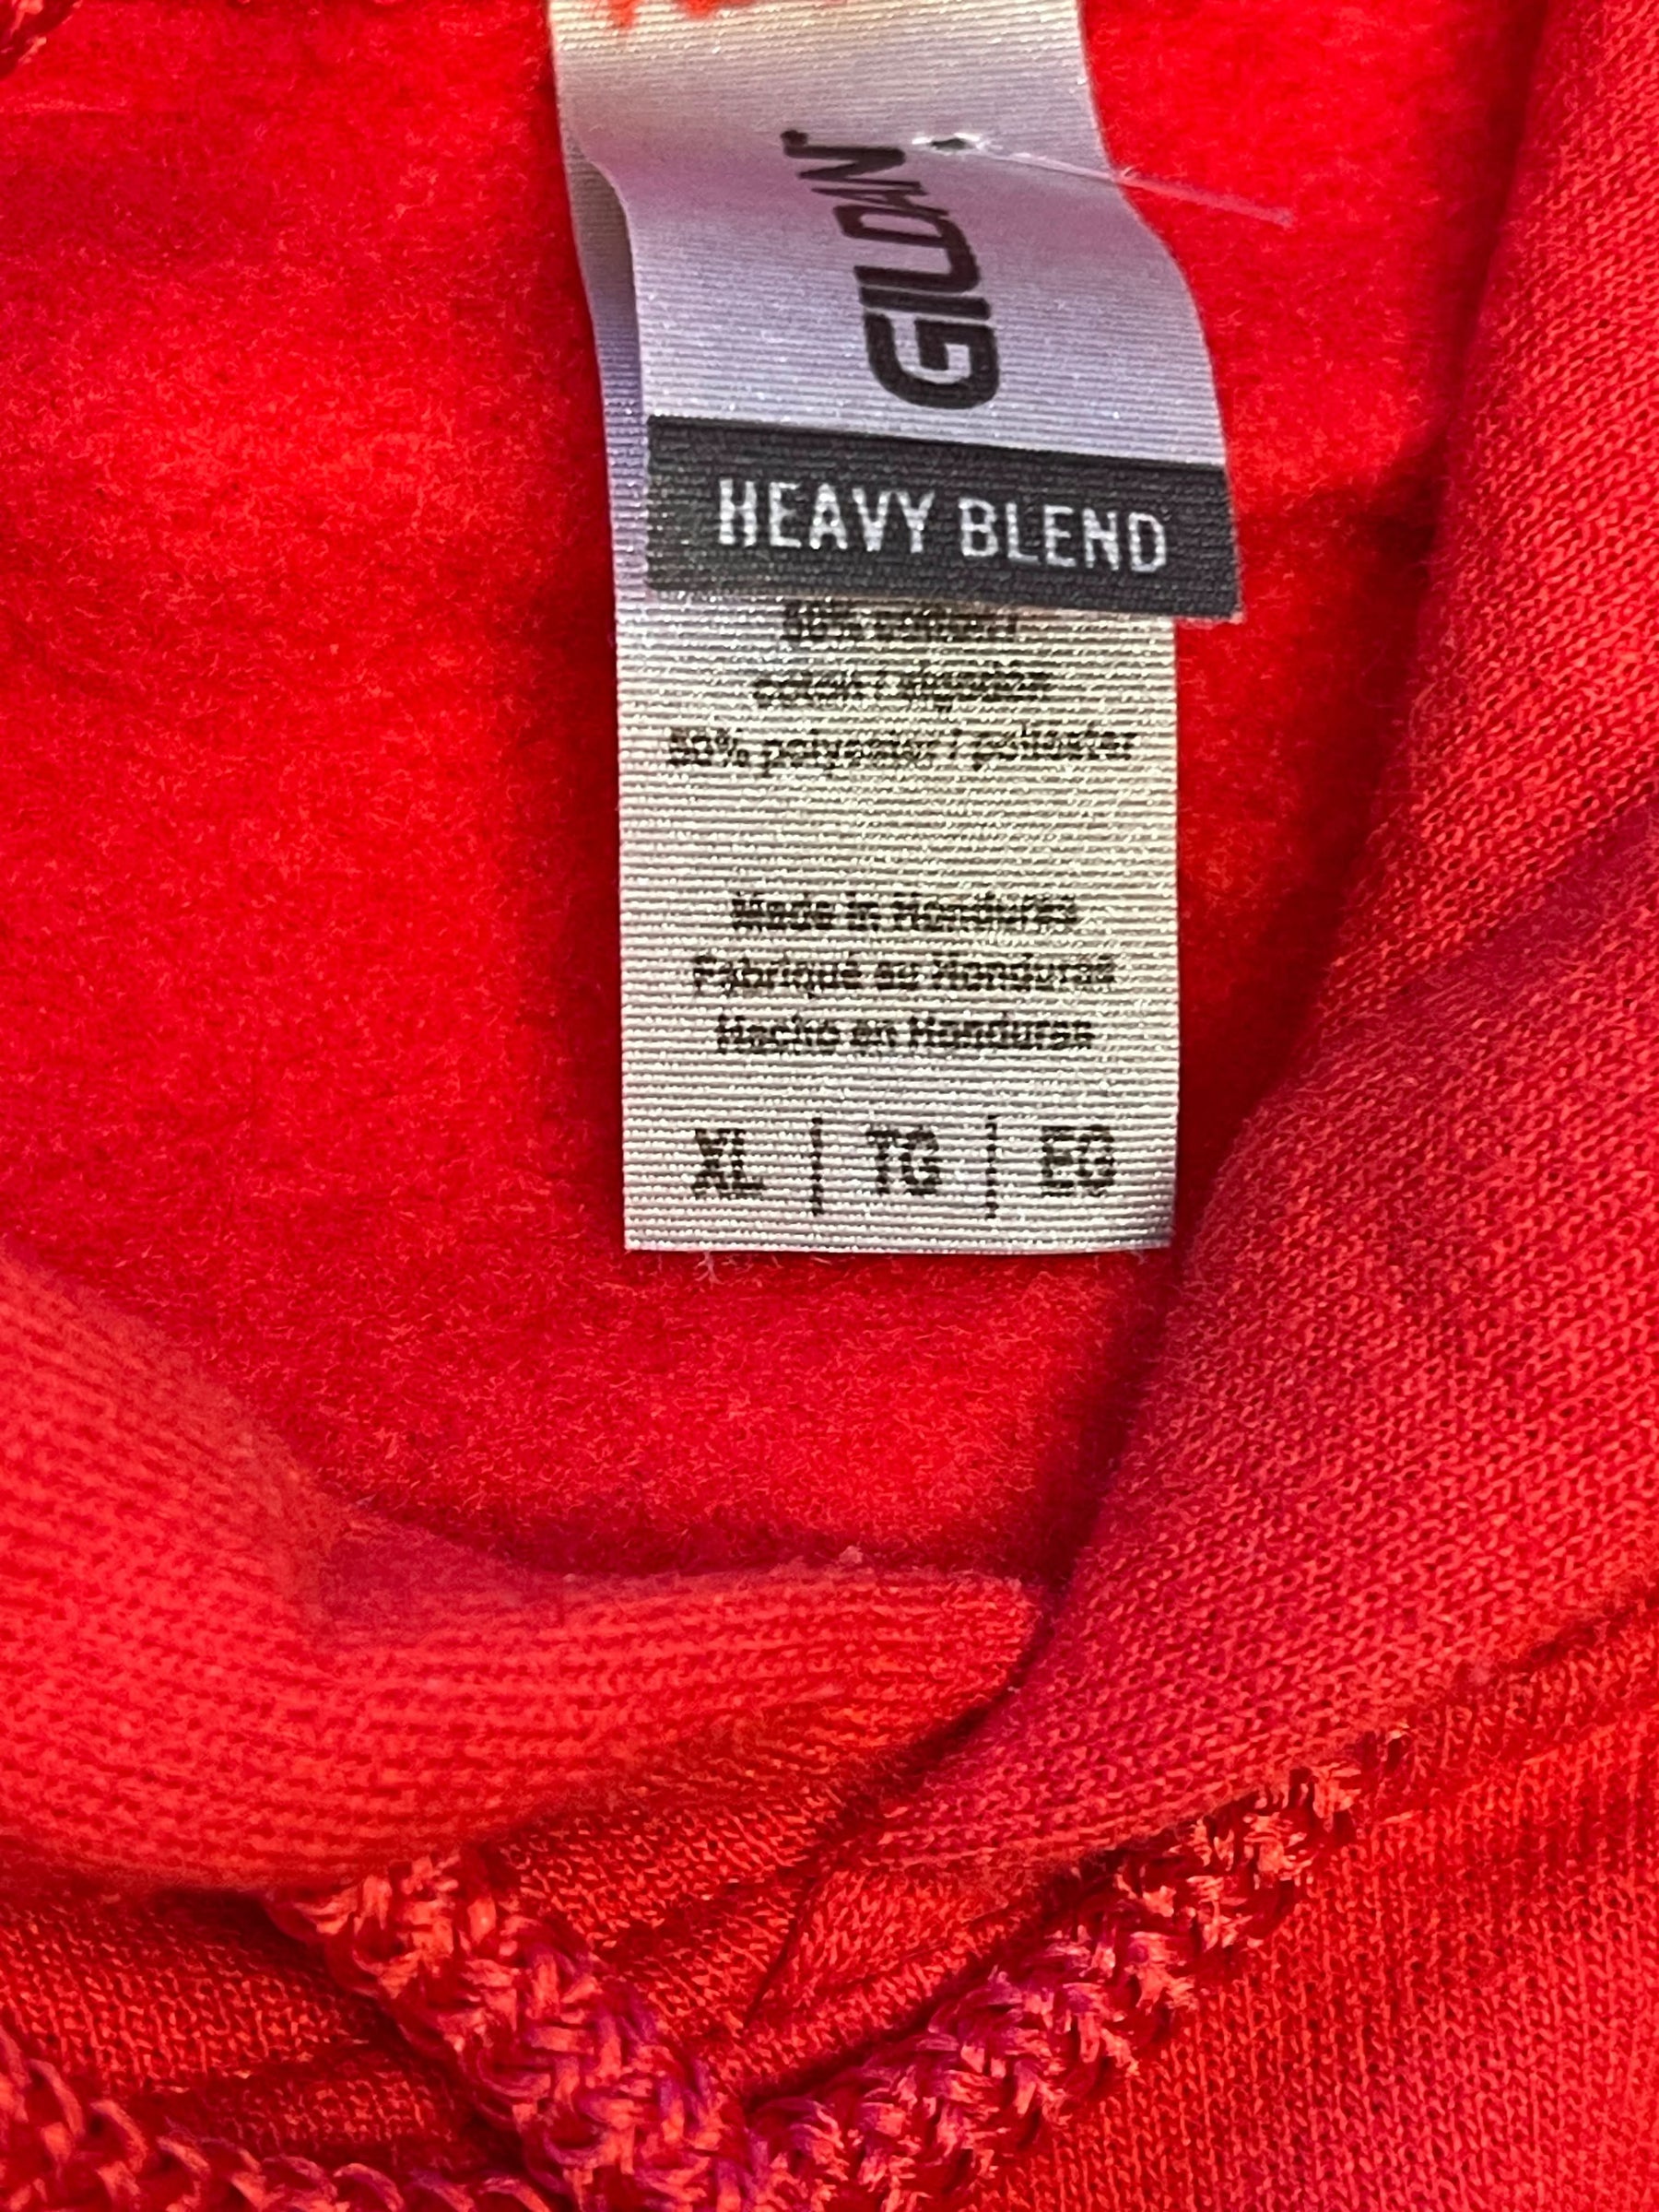 GILDAN
HEAVY BLEND
50% cotton /
coton / algodón
50% polyester / poliéster
Made in Honduras
Fabriqué au Honduras
Hecho en Honduras
XL | TG | EG